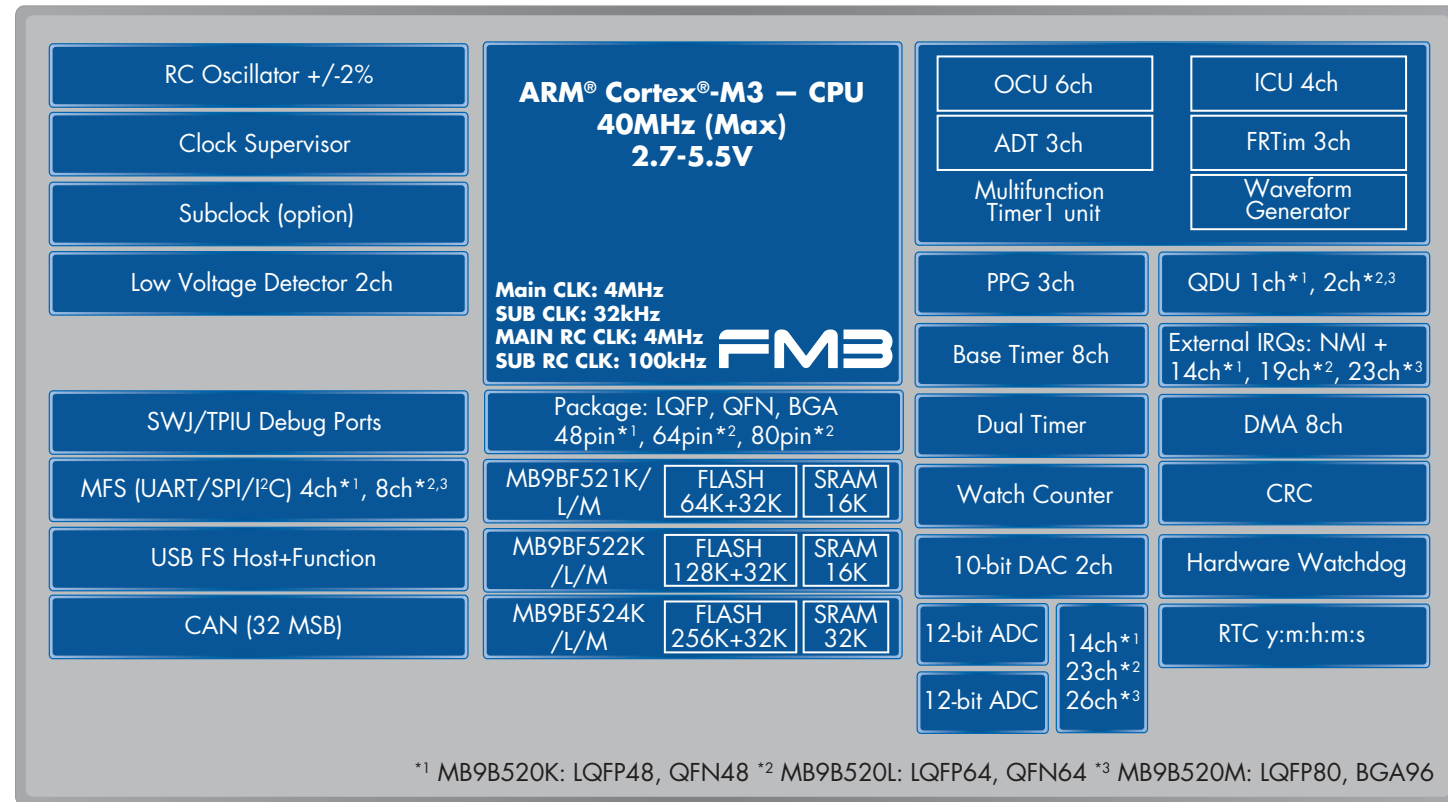 RC Oscillator +/-2%
Clock Supervisor
Subclock (option)
Low Voltage Detector 2ch
SWJ/TPIU Debug Ports
MFS (UART/SPI/I²C) 4ch*¹, 8ch*²,³
USB FS Host+Function
CAN (32 MSB)
ARM® Cortex®-M3 — CPU
40MHz (Max)
2.7-5.5V
Main CLK: 4MHz
SUB CLK: 32kHz
MAIN RC CLK: 4MHz
SUB RC CLK: 100kHz
FM3
Package: LQFP, QFN, BGA
48pin*¹, 64pin*², 80pin*²
MB9BF521K/
L/M
FLASH
64K+32K
SRAM
16K
MB9BF522K
/L/M
FLASH
128K+32K
SRAM
16K
MB9BF524K
/L/M
FLASH
256K+32K
SRAM
32K
OCU 6ch
ICU 4ch
ADT 3ch
FRTim 3ch
Multifunction
Timer1 unit
Waveform
Generator
PPG 3ch
QDU 1ch*¹, 2ch*²,³
Base Timer 8ch
External IRQs: NMI +
14ch*¹, 19ch*², 23ch*³
Dual Timer
DMA 8ch
Watch Counter
CRC
10-bit DAC 2ch
Hardware Watchdog
12-bit ADC
12-bit ADC
14ch*¹
23ch*²
26ch*³
RTC y:m:h:m:s
*¹ MB9B520K: LQFP48, QFN48 *² MB9B520L: LQFP64, QFN64 *³ MB9B520M: LQFP80, BGA96